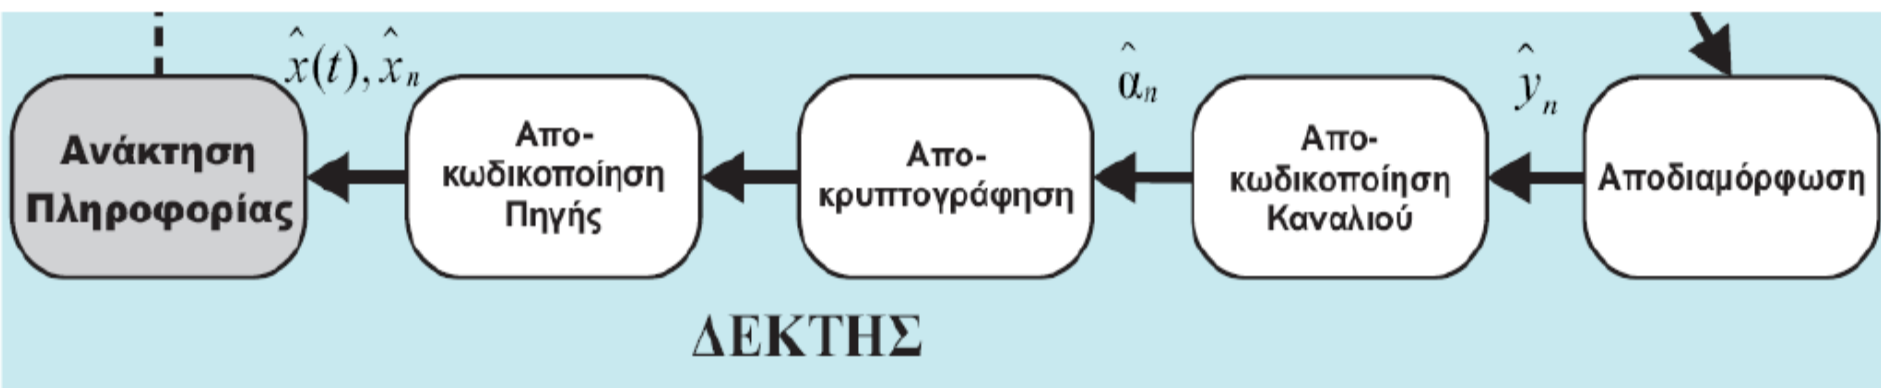 x̂(t), x̂ₙ
α̂ₙ
ŷₙ
Ανάκτηση
Πληροφορίας
Απο-
κωδικοποίηση
Πηγής
Απο-
κρυπτογράφηση
Απο-
κωδικοποίηση
Καναλιού
Αποδιαμόρφωση
ΔΕΚΤΗΣ